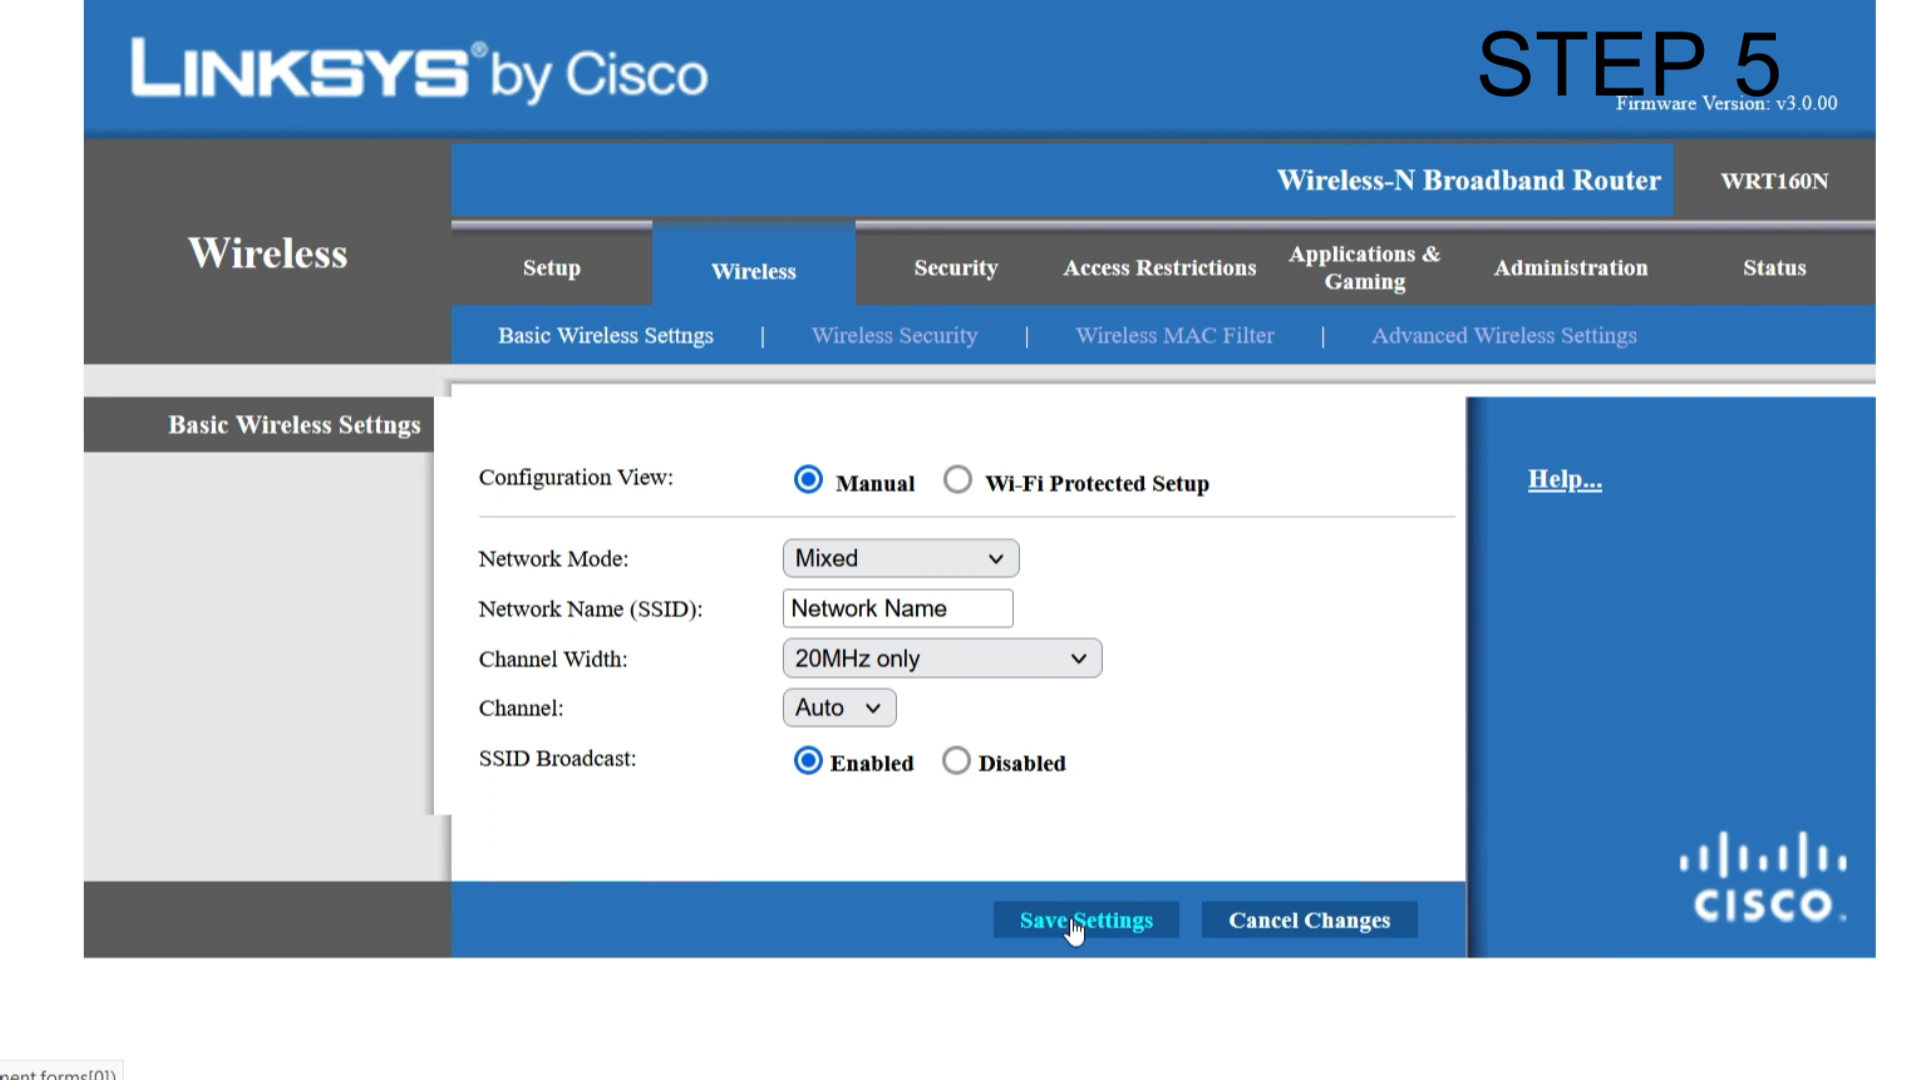 LINKSYS® by Cisco
STEP 5
Firmware Version: v3.0.00
Wireless-N Broadband Router
WRT160N
Wireless
Setup
Wireless
Security
Access Restrictions
Applications &
Gaming
Administration
Status
Basic Wireless Settngs | Wireless Security | Wireless MAC Filter | Advanced Wireless Settings
Basic Wireless Settngs
Configuration View: Manual Wi-Fi Protected Setup
Help...
Network Mode: Mixed
Network Name (SSID): Network Name
Channel Width: 20MHz only
Channel: Auto
SSID Broadcast: Enabled Disabled
CISCO.
Save Settings Cancel Changes